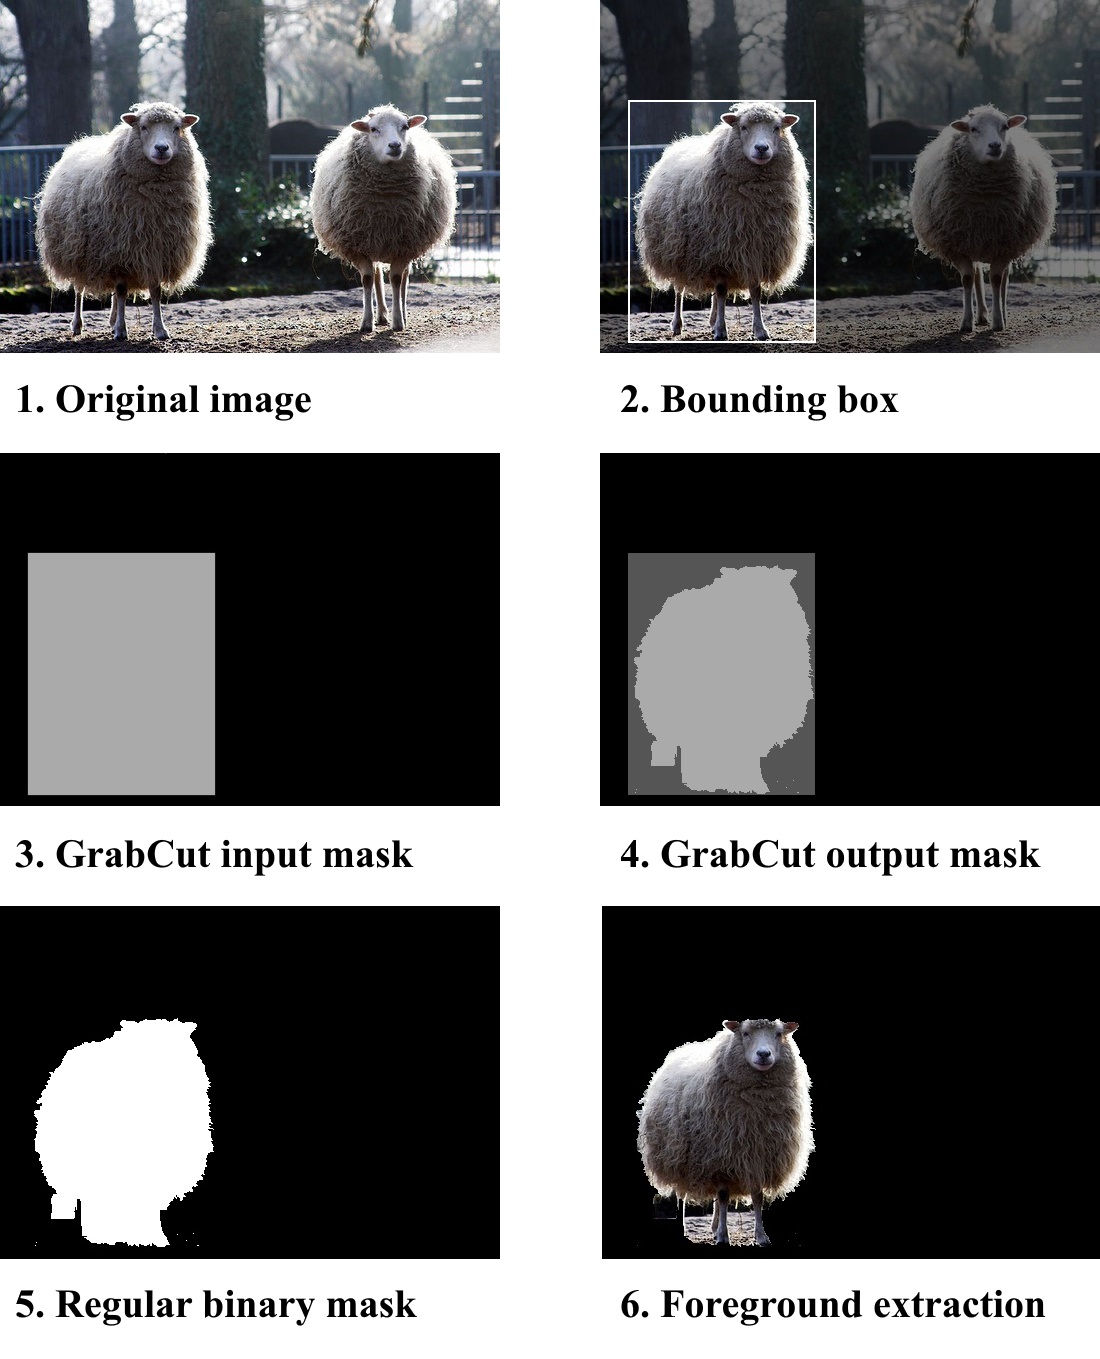 1. Original image
2. Bounding box
3. GrabCut input mask
4. GrabCut output mask
5. Regular binary mask
6. Foreground extraction